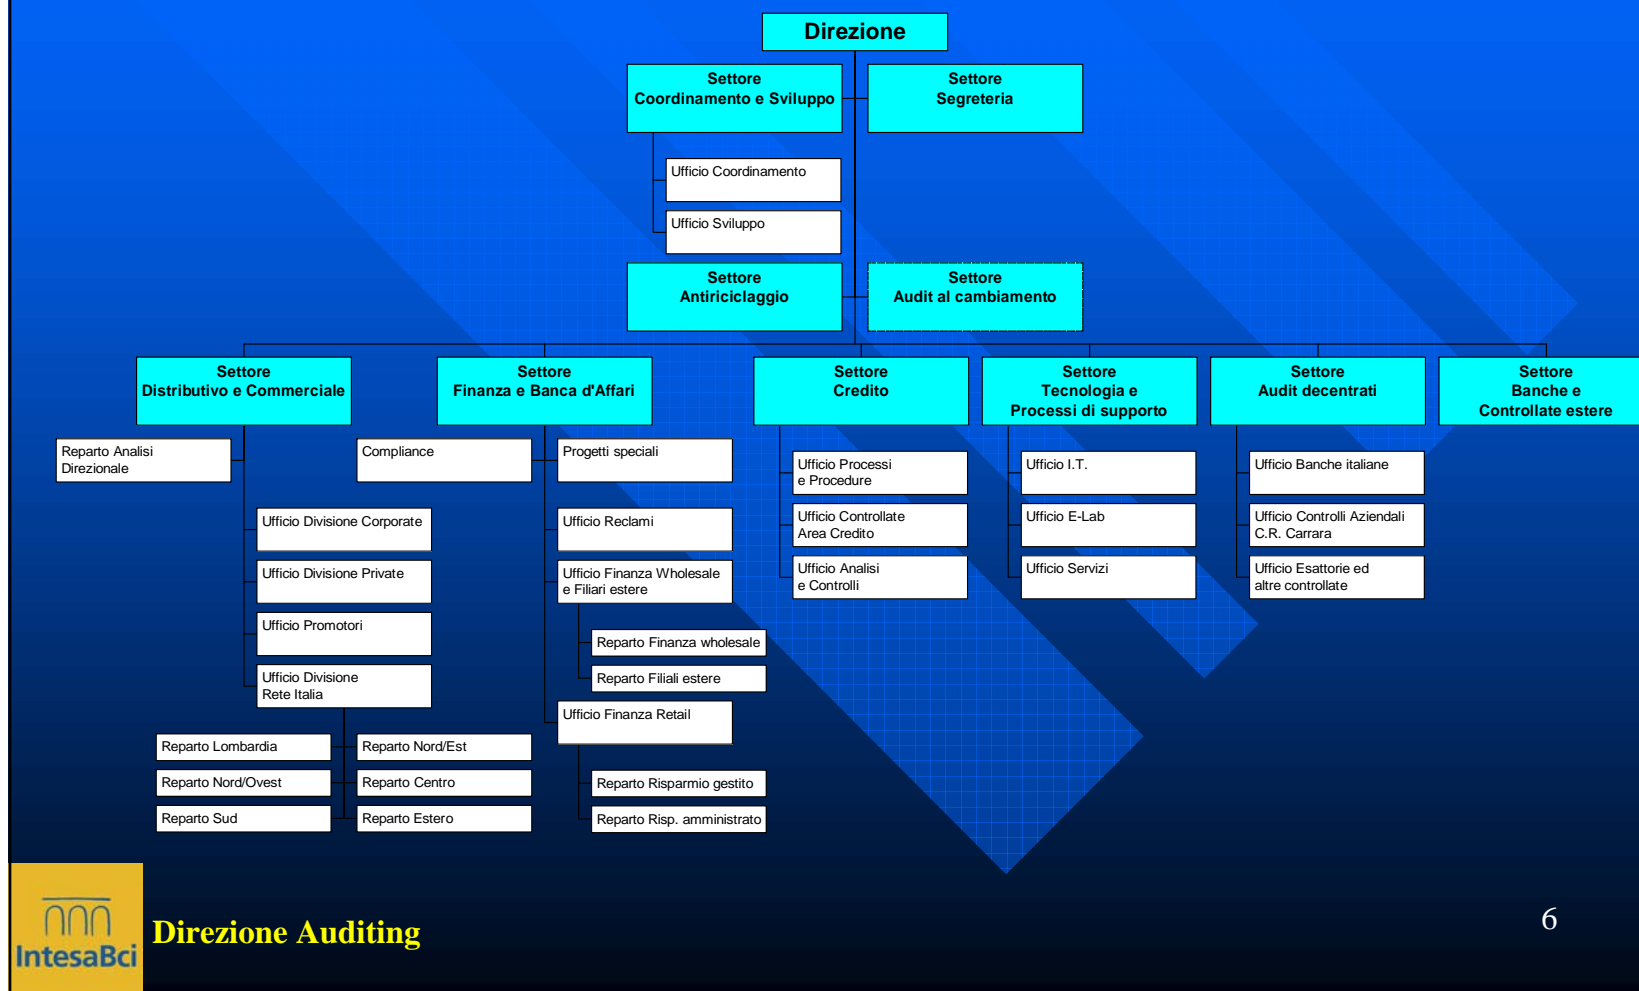 Direzione
Settore
Coordinamento e Sviluppo
Settore
Segreteria
Ufficio Coordinamento
Ufficio Sviluppo
Settore
Antiriciclaggio
Settore
Audit al cambiamento
Settore
Distributivo e Commerciale
Settore
Finanza e Banca d'Affari
Settore
Credito
Settore
Tecnologia e
Processi di supporto
Settore
Audit decentrati
Settore
Banche e
Controllate estere
Reparto Analisi
Direzionale
Ufficio Divisione Corporate
Ufficio Divisione Private
Ufficio Promotori
Ufficio Divisione
Rete Italia
Reparto Lombardia
Reparto Nord/Est
Reparto Nord/Ovest
Reparto Centro
Reparto Sud
Reparto Estero
Compliance
Progetti speciali
Ufficio Reclami
Ufficio Finanza Wholesale
e Filiari estere
Reparto Finanza wholesale
Reparto Filiali estere
Ufficio Finanza Retail
Reparto Risparmio gestito
Reparto Risp. amministrato
Ufficio Processi
e Procedure
Ufficio Controllate
Area Credito
Ufficio Analisi
e Controlli
Ufficio I.T.
Ufficio E-Lab
Ufficio Servizi
Ufficio Banche italiane
Ufficio Controlli Aziendali
C.R. Carrara
Ufficio Esattorie ed
altre controllate
IntesaBci
Direzione Auditing
6